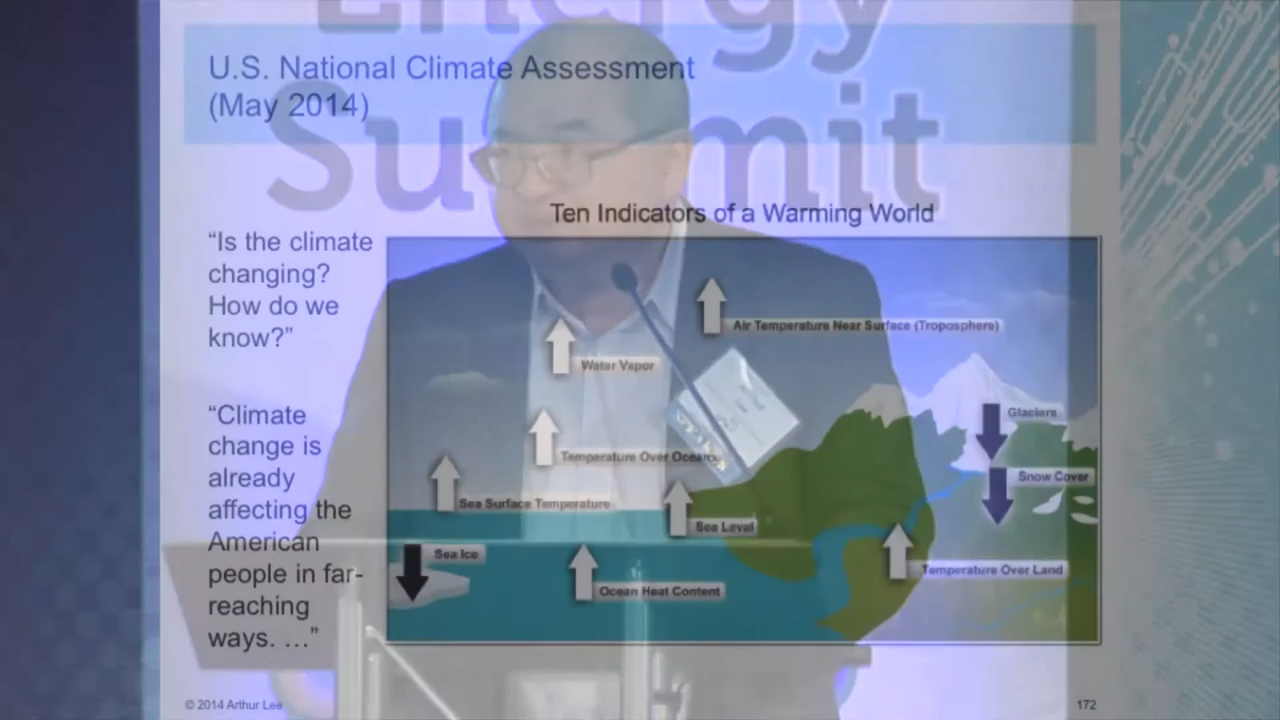 Energy
Summit
U.S. National Climate Assessment
(May 2014)
Ten Indicators of a Warming World
“Is the climate
changing?
How do we
know?”
“Climate
change is
already
affecting the
American
people in far-
reaching
ways. …”
Air Temperature Near Surface (Troposphere)
Water Vapor
Glaciers
Temperature Over Oceans
Snow Cover
Sea Surface Temperature
Sea Level
Sea Ice
Temperature Over Land
Ocean Heat Content
© 2014 Arthur Lee
172